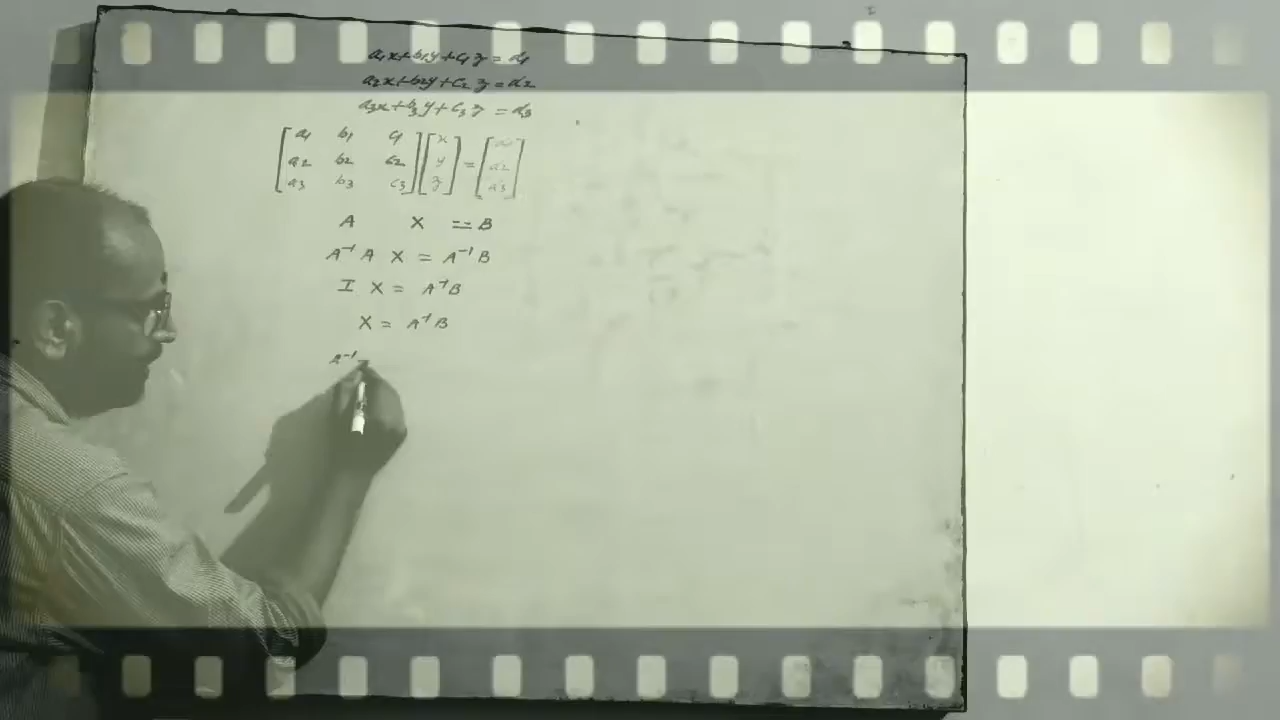 a₁x+b₁y+c₁z = d₁
a₂x+b₂y+c₂z = d₂
a₃x+b₃y+c₃z = d₃
[a₁ b₁ c₁] [x] = [d₁]
[a₂ b₂ c₂] [y] [d₂]
[a₃ b₃ c₃] [z] [d₃]
A X = B
A⁻¹ A X = A⁻¹ B
I X = A⁻¹ B
X = A⁻¹ B
A⁻¹